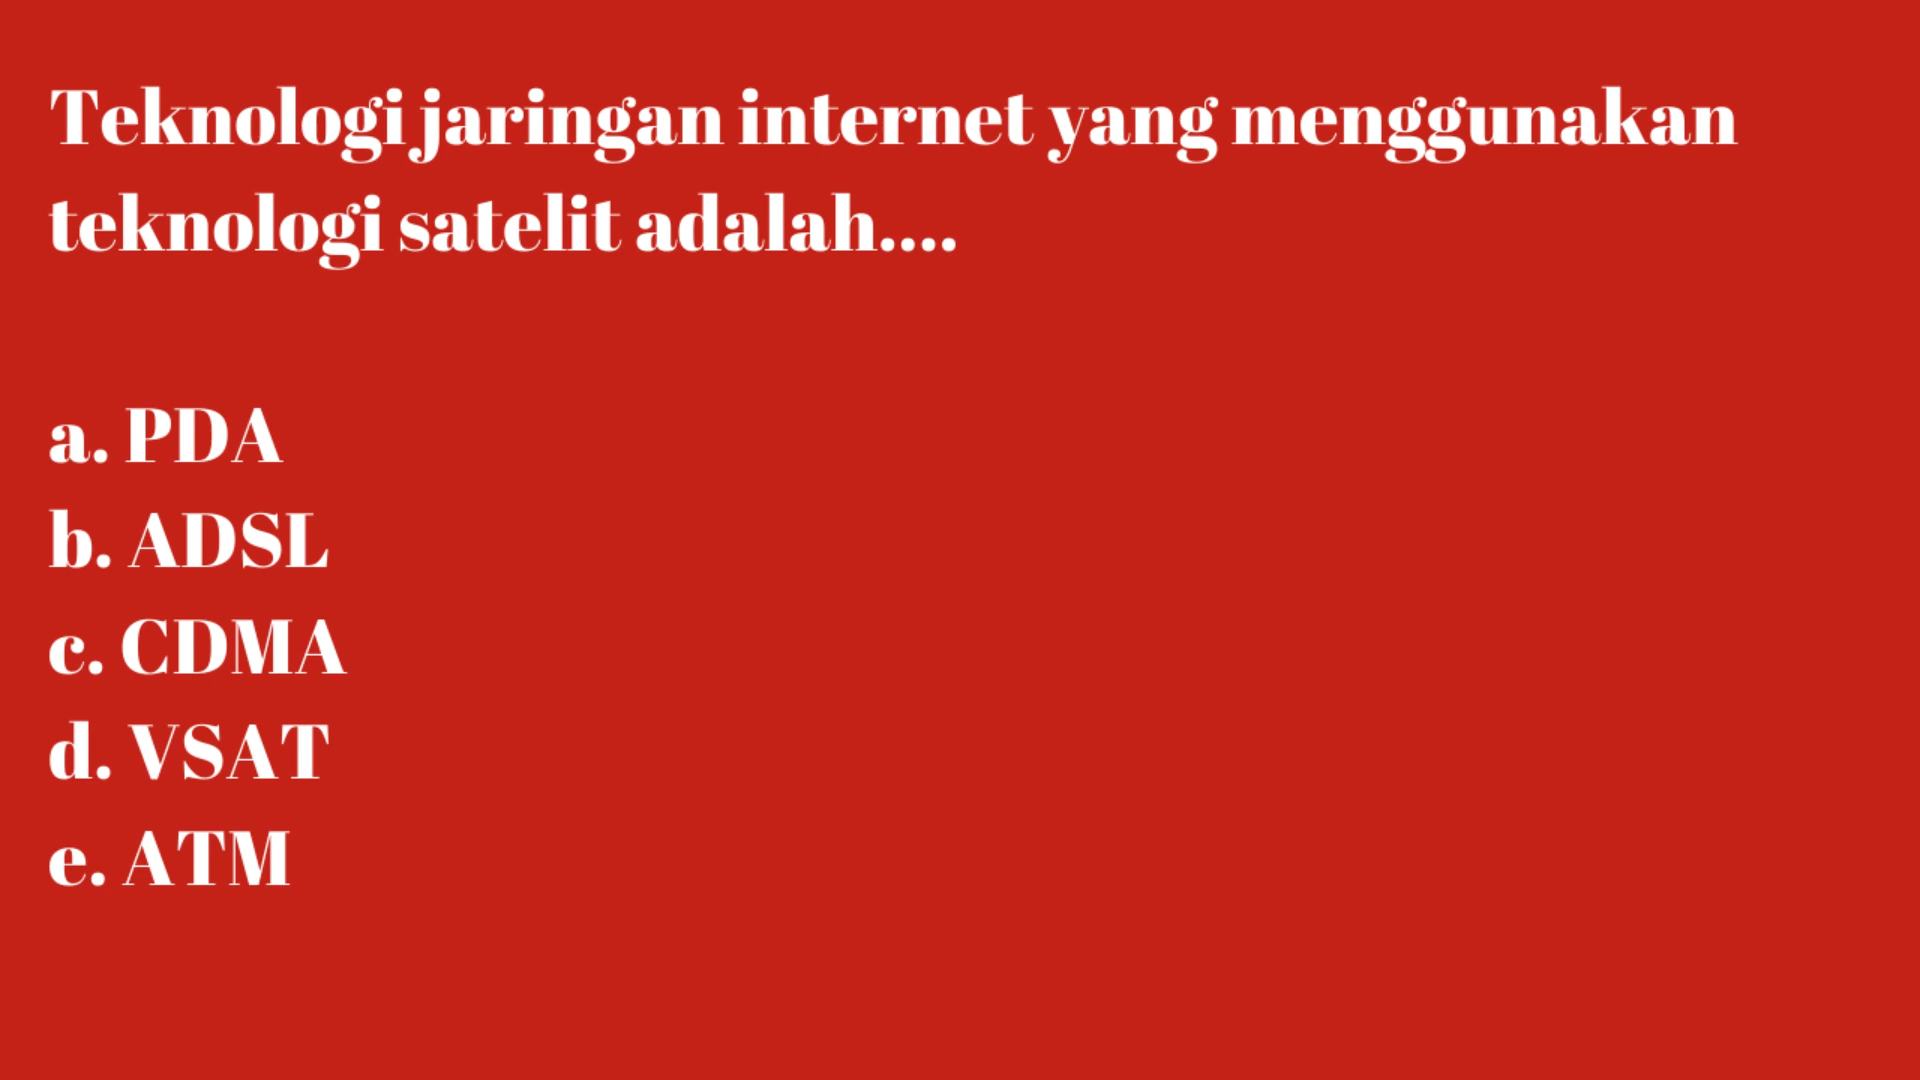 Teknologi jaringan internet yang menggunakan
teknologi satelit adalah....
a. PDA
b. ADSL
c. CDMA
d. VSAT
e. ATM